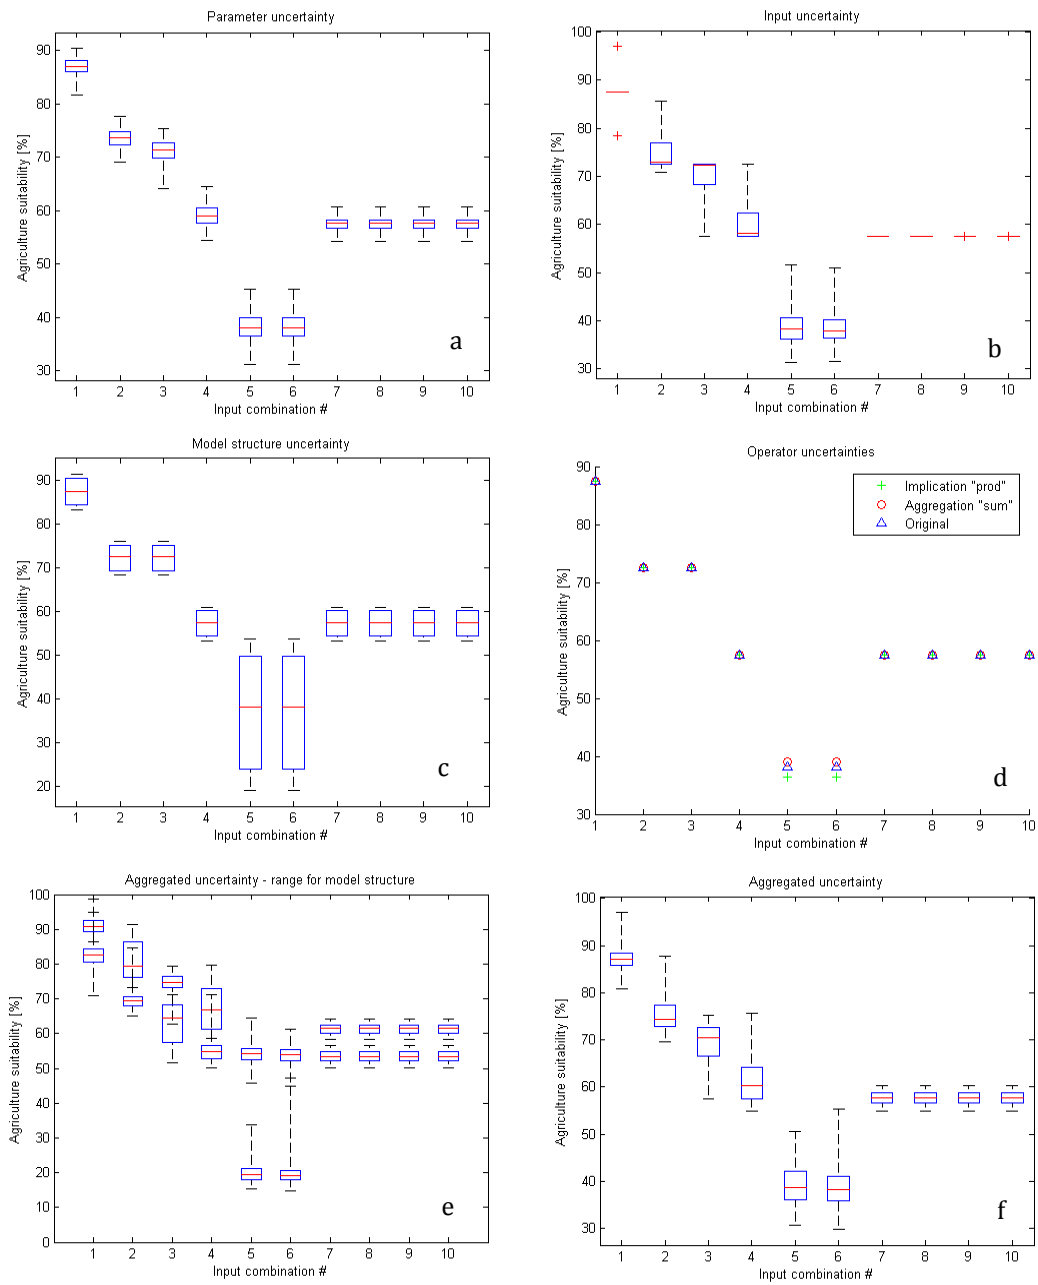 Parameter uncertainty
Agriculture suitability [%]
90
80
70
60
50
40
30
1 2 3 4 5 6 7 8 9 10
Input combination #
a
Input uncertainty
Agriculture suitability [%]
100
90
80
70
60
50
40
30
1 2 3 4 5 6 7 8 9 10
Input combination #
b
Model structure uncertainty
Agriculture suitability [%]
90
80
70
60
50
40
30
20
1 2 3 4 5 6 7 8 9 10
Input combination #
c
Operator uncertainties
Agriculture suitability [%]
90
80
70
60
50
40
30
1 2 3 4 5 6 7 8 9 10
Input combination #
Implication "prod"
Aggregation "sum"
Original
d
Aggregated uncertainty - range for model structure
Agriculture suitability [%]
100
90
80
70
60
50
40
30
20
10
0
1 2 3 4 5 6 7 8 9 10
Input combination #
e
Aggregated uncertainty
Agriculture suitability [%]
100
90
80
70
60
50
40
30
1 2 3 4 5 6 7 8 9 10
Input combination #
f